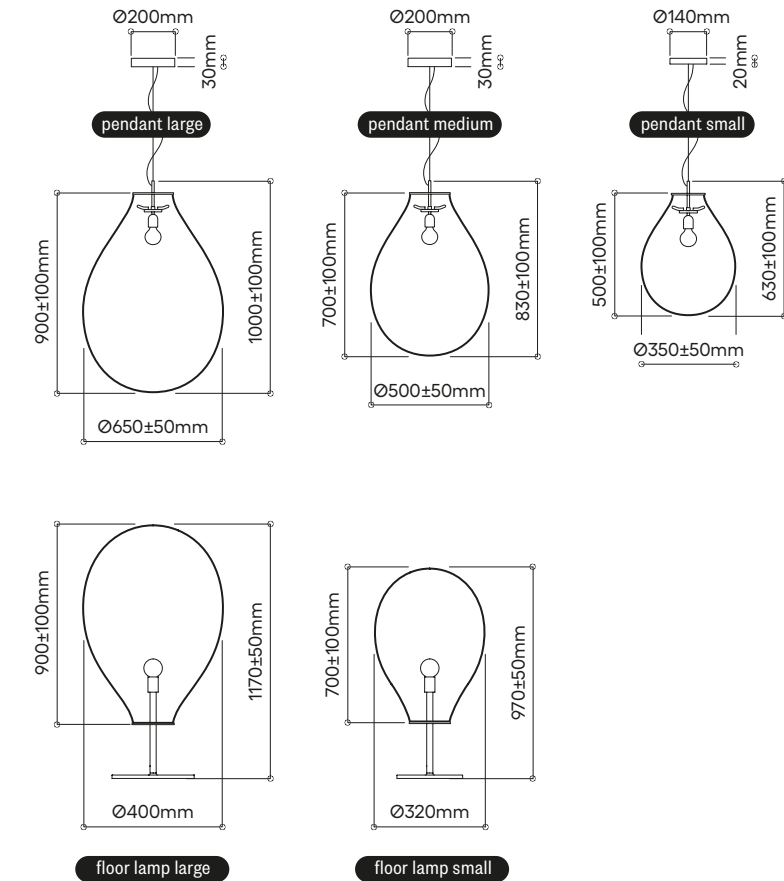 Ø200mm
30mm
pendant large
900±100mm
1000±100mm
Ø650±50mm
Ø200mm
30mm
pendant medium
700±100mm
830±100mm
Ø500±50mm
Ø140mm
20mm
pendant small
500±100mm
630±100mm
Ø350±50mm
900±100mm
1170±50mm
Ø400mm
floor lamp large
700±100mm
970±50mm
Ø320mm
floor lamp small